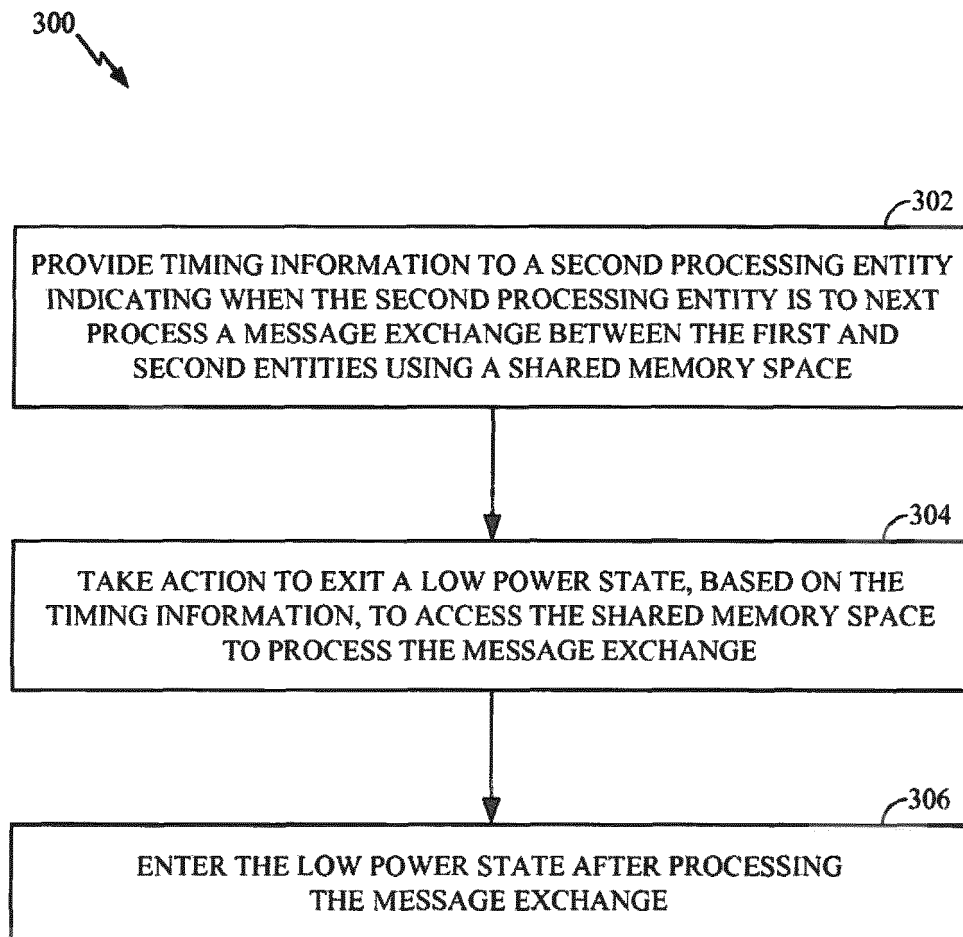 300
302
PROVIDE TIMING INFORMATION TO A SECOND PROCESSING ENTITY
INDICATING WHEN THE SECOND PROCESSING ENTITY IS TO NEXT
PROCESS A MESSAGE EXCHANGE BETWEEN THE FIRST AND
SECOND ENTITIES USING A SHARED MEMORY SPACE
304
TAKE ACTION TO EXIT A LOW POWER STATE, BASED ON THE
TIMING INFORMATION, TO ACCESS THE SHARED MEMORY SPACE
TO PROCESS THE MESSAGE EXCHANGE
306
ENTER THE LOW POWER STATE AFTER PROCESSING
THE MESSAGE EXCHANGE